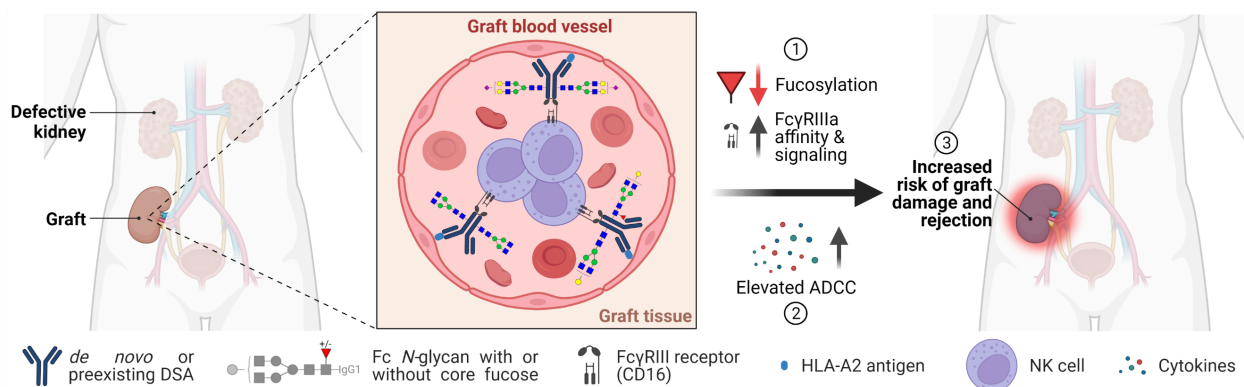 Defective
kidney
Graft
Graft blood vessel
Graft tissue
1
Fucosylation
FcγRIIIa
affinity &
signaling
Elevated ADCC
2
3
Increased
risk of graft
damage and
rejection
de novo or
preexisting DSA
+/-
IgG1
Fc N-glycan with or
without core fucose
FcγRIII receptor
(CD16)
HLA-A2 antigen
NK cell
Cytokines